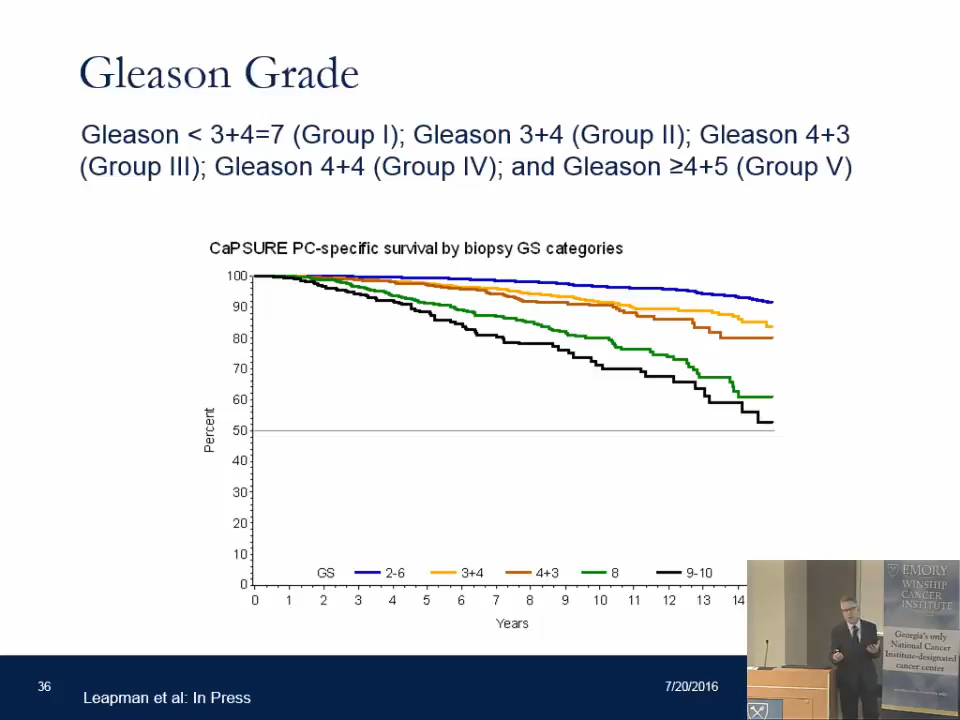 Gleason Grade
Gleason < 3+4=7 (Group I); Gleason 3+4 (Group II); Gleason 4+3
(Group III); Gleason 4+4 (Group IV); and Gleason ≥4+5 (Group V)
CaPSURE PC-specific survival by biopsy GS categories
100
90
80
70
60
50
40
30
20
10
0
Percent
GS 2-6 3+4 4+3 8 9-10
0 1 2 3 4 5 6 7 8 9 10 11 12 13 14
Years
EMORY
WINSHIP
CANCER
INSTITUTE
Georgia's only
National Cancer
Institute-designated
cancer center
36
Leapman et al: In Press
7/20/2016